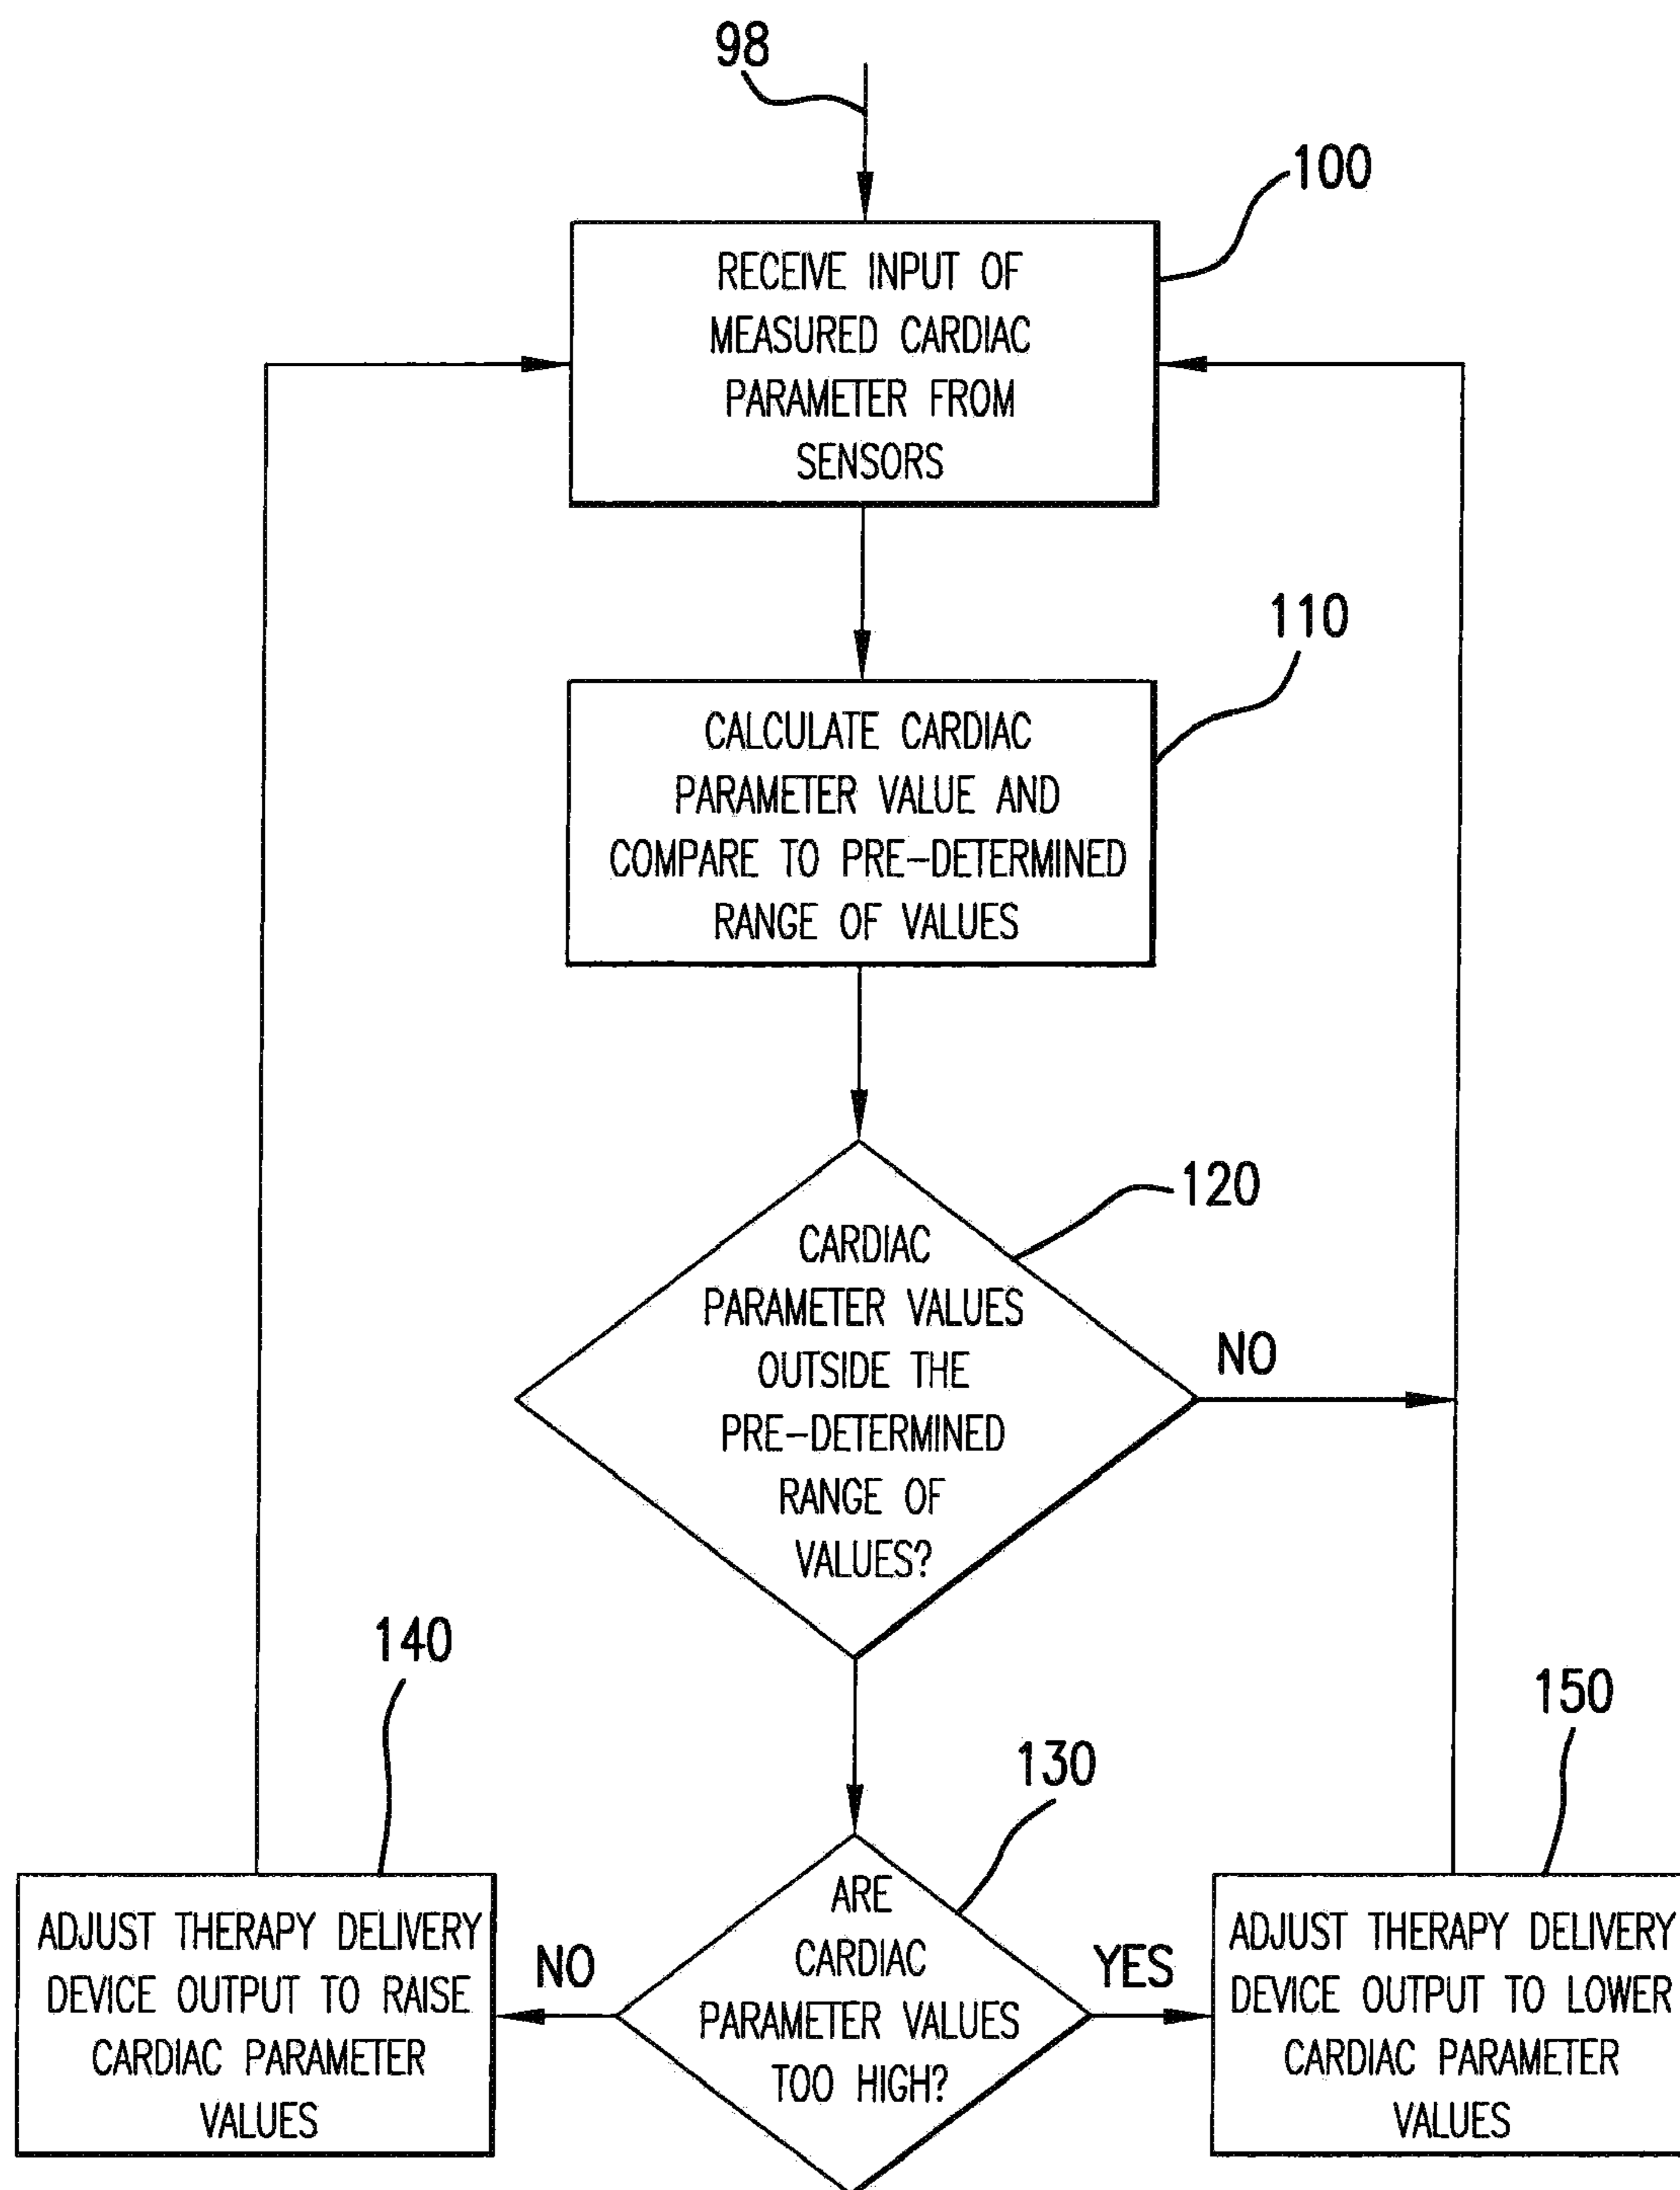 98
100
RECEIVE INPUT OF
MEASURED CARDIAC
PARAMETER FROM
SENSORS
110
CALCULATE CARDIAC
PARAMETER VALUE AND
COMPARE TO PRE-DETERMINED
RANGE OF VALUES
120
CARDIAC
PARAMETER VALUES
OUTSIDE THE
PRE-DETERMINED
RANGE OF
VALUES?
NO
140
ADJUST THERAPY DELIVERY
DEVICE OUTPUT TO RAISE
CARDIAC PARAMETER
VALUES
NO
130
ARE
CARDIAC
PARAMETER VALUES
TOO HIGH?
YES
150
ADJUST THERAPY DELIVERY
DEVICE OUTPUT TO LOWER
CARDIAC PARAMETER
VALUES